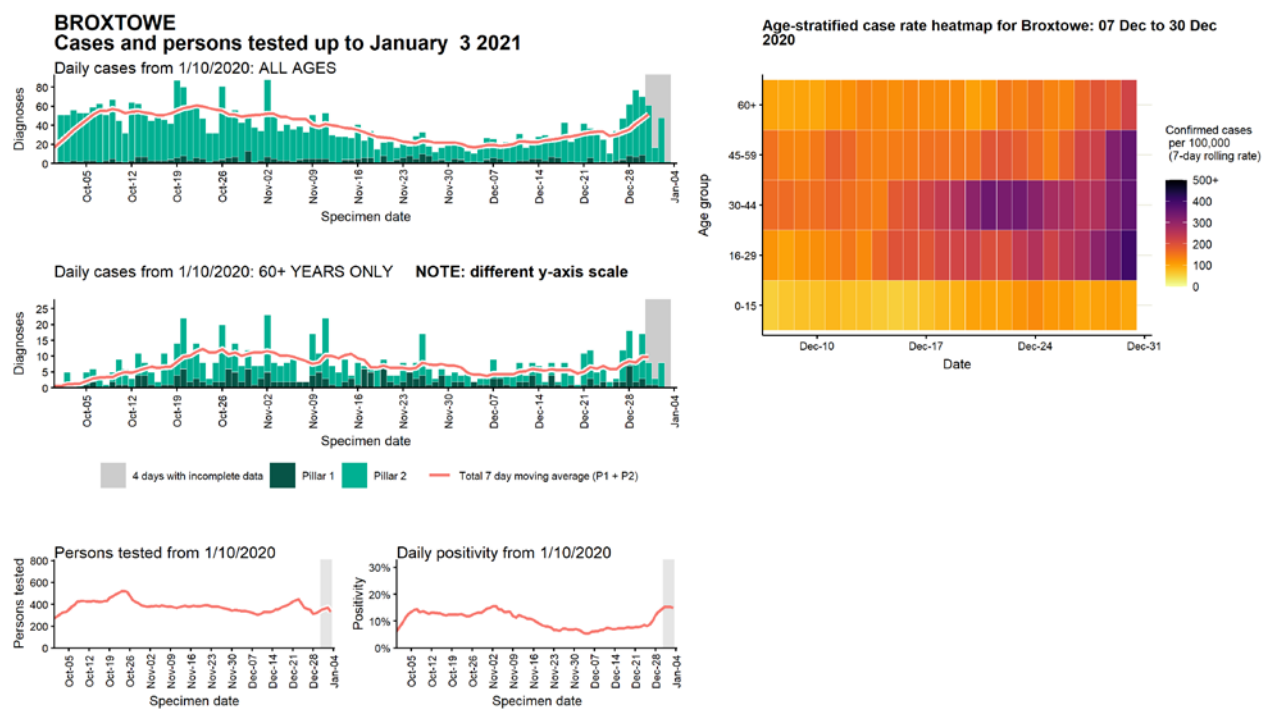 BROXTOWE
Cases and persons tested up to January 3 2021
Daily cases from 1/10/2020: ALL AGES
Diagnoses
80
60
40
20
0
Oct-05
Oct-12
Oct-19
Oct-26
Nov-02
Nov-09
Nov-16
Nov-23
Nov-30
Dec-07
Dec-14
Dec-21
Dec-28
Jan-04
Specimen date
Daily cases from 1/10/2020: 60+ YEARS ONLY NOTE: different y-axis scale
Diagnoses
25
20
15
10
5
0
Oct-05
Oct-12
Oct-19
Oct-26
Nov-02
Nov-09
Nov-16
Nov-23
Nov-30
Dec-07
Dec-14
Dec-21
Dec-28
Jan-04
Specimen date
4 days with incomplete data Pillar 1 Pillar 2 Total 7 day moving average (P1 + P2)
Persons tested from 1/10/2020
Persons tested
800
600
400
200
0
Oct-05
Oct-12
Oct-19
Oct-26
Nov-02
Nov-09
Nov-16
Nov-23
Nov-30
Dec-07
Dec-14
Dec-21
Dec-28
Jan-04
Specimen date
Daily positivity from 1/10/2020
Positivity
30%
20%
10%
0%
Oct-05
Oct-12
Oct-19
Oct-26
Nov-02
Nov-09
Nov-16
Nov-23
Nov-30
Dec-07
Dec-14
Dec-21
Dec-28
Jan-04
Specimen date
Age-stratified case rate heatmap for Broxtowe: 07 Dec to 30 Dec
2020
Age group
60+
45-59
30-44
16-29
0-15
Dec-10
Dec-17
Dec-24
Dec-31
Date
Confirmed cases
per 100,000
(7-day rolling rate)
500+
400
300
200
100
0